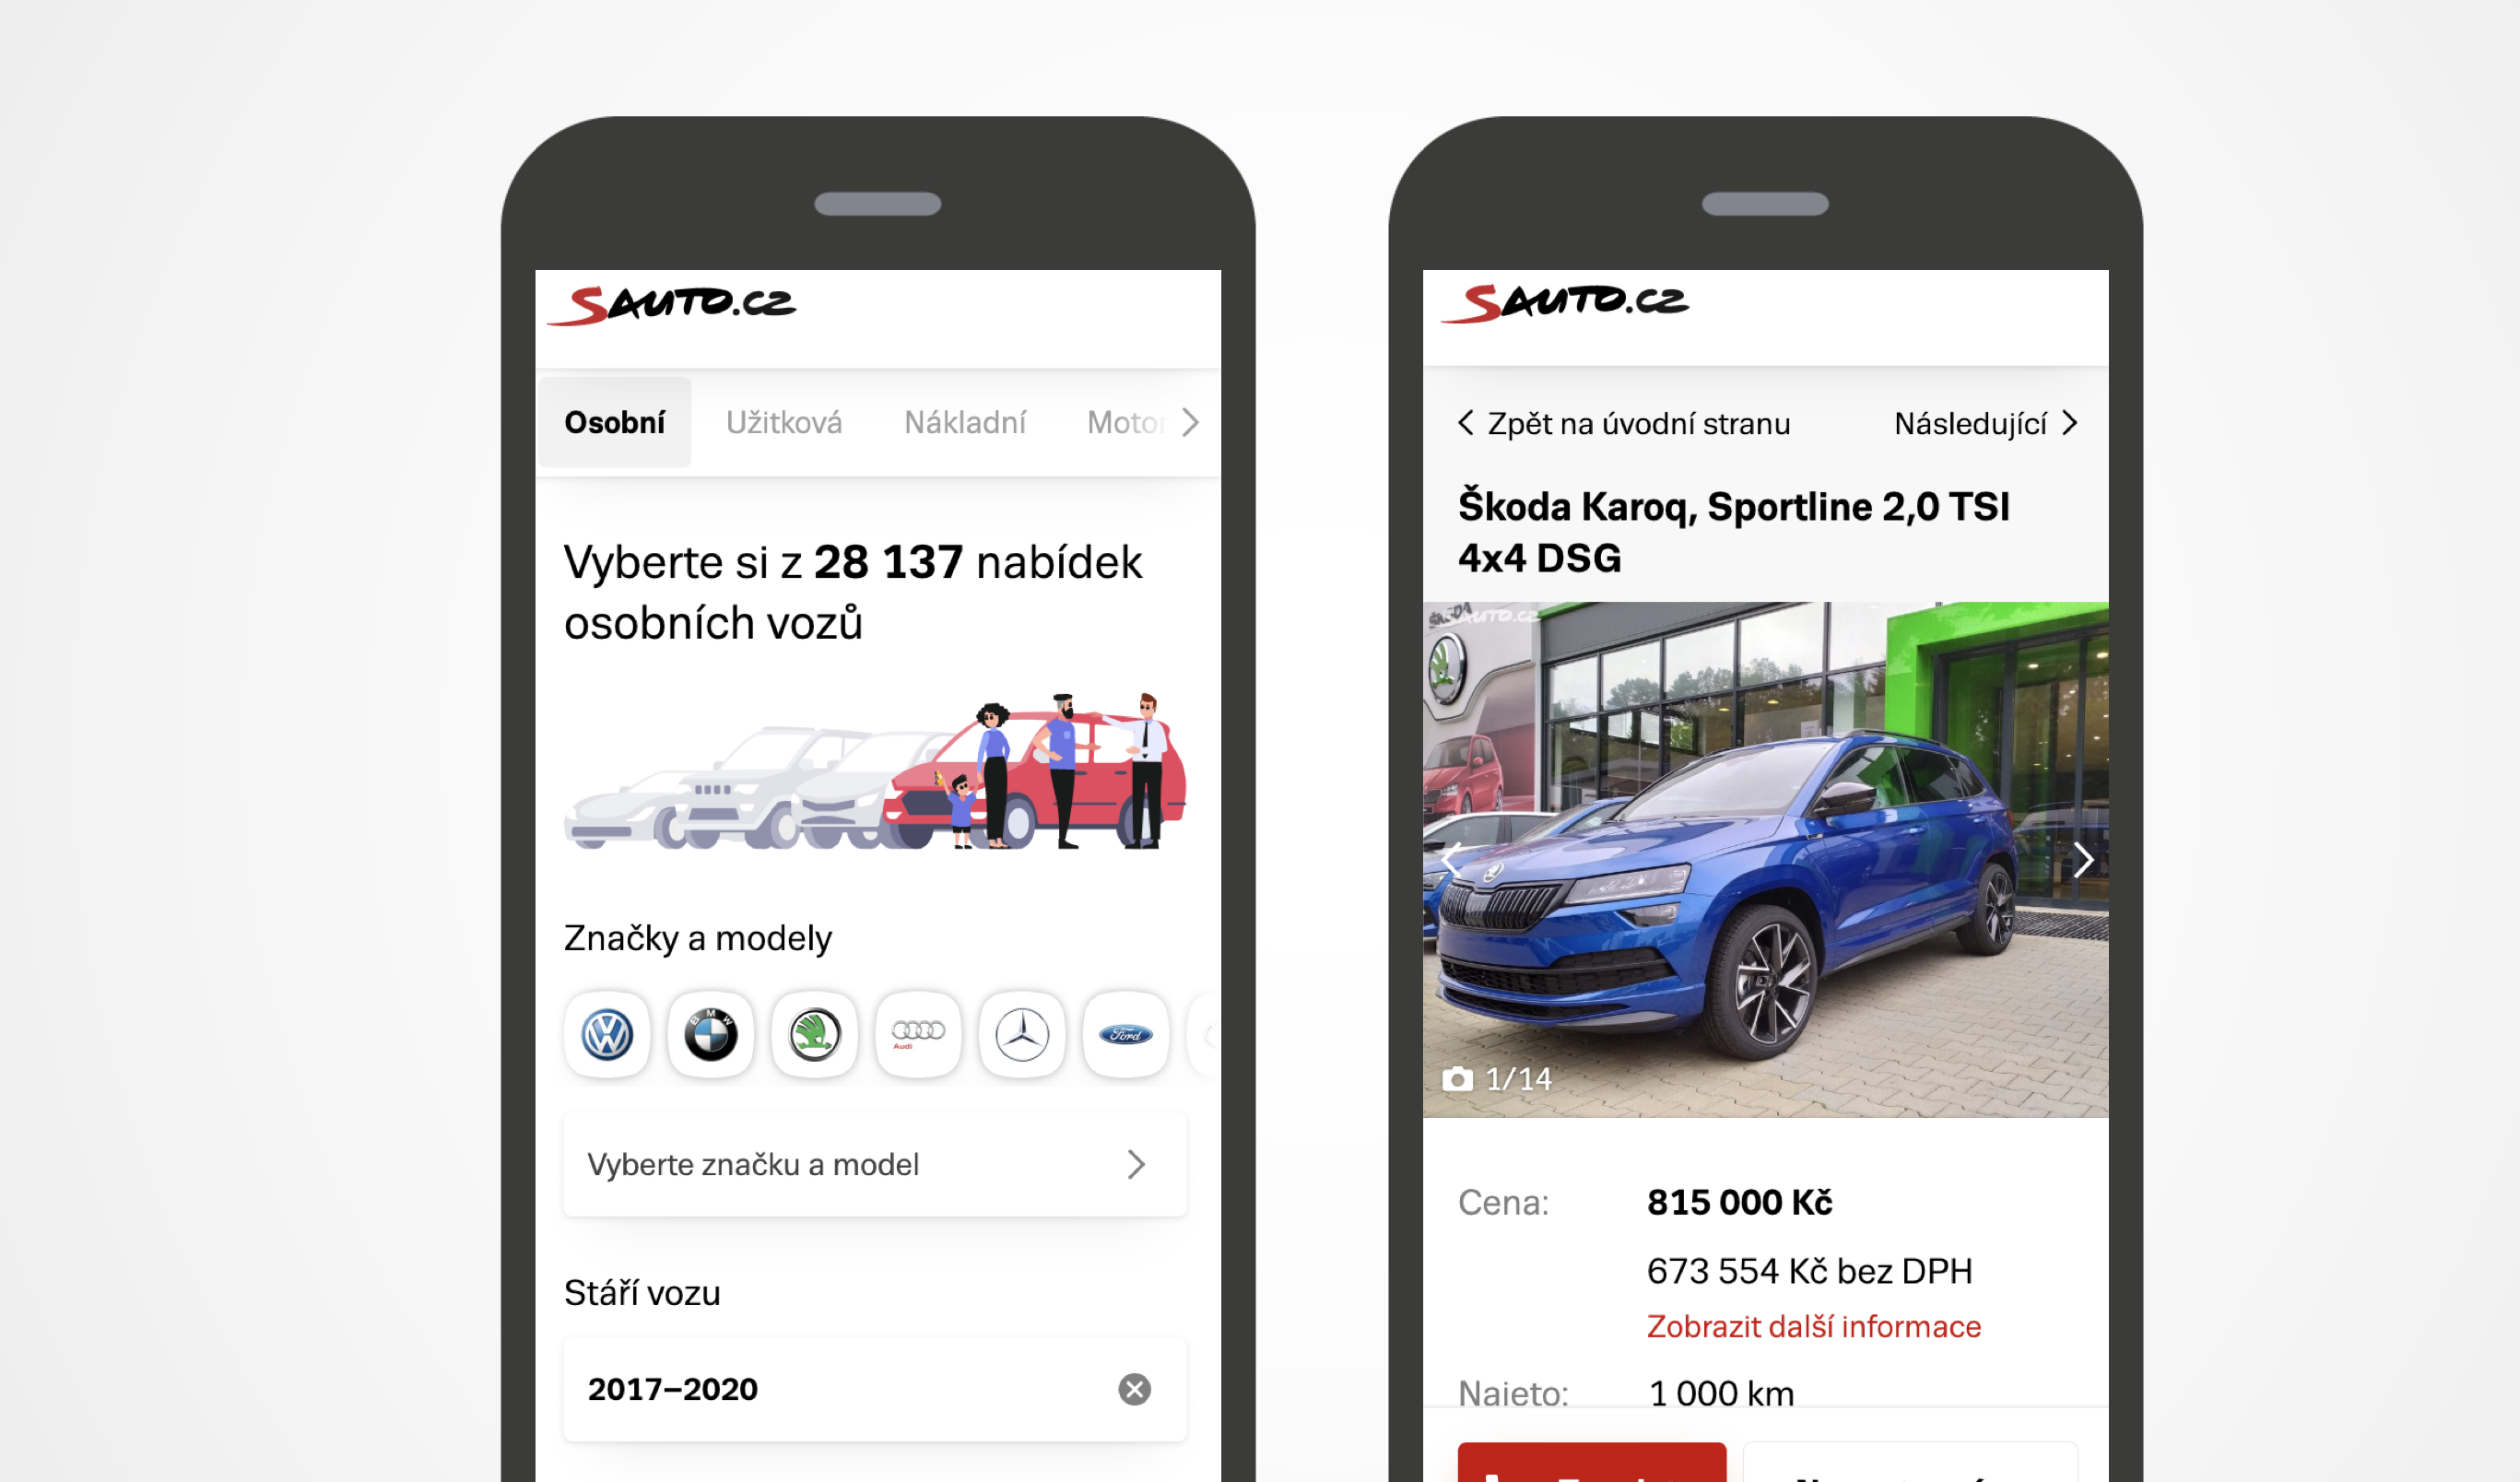 SAUTO.CZ
Osobní
Užitková
Nákladní
Motor
Vyberte si z 28 137 nabídek
osobních vozů
Značky a modely
BMW
Audi
Ford
Vyberte značku a model
Stáří vozu
2017–2020
SAUTO.CZ
Zpět na úvodní stranu
Následující
Škoda Karoq, Sportline 2,0 TSI
4x4 DSG
SAUTO.CZ
1/14
Cena:
815 000 Kč
673 554 Kč bez DPH
Zobrazit další informace
Najeto:
1 000 km